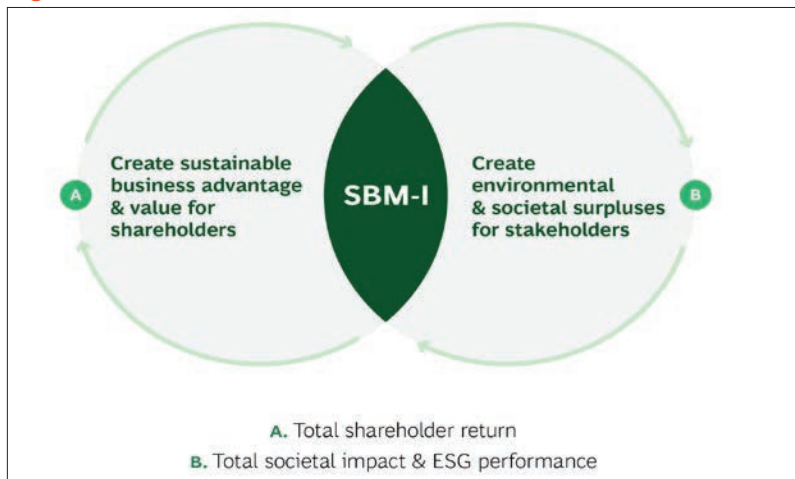 Create sustainable
business advantage
& value for
shareholders
A
SBM-I
Create
environmental
& societal surpluses
for stakeholders
B
A. Total shareholder return
B. Total societal impact & ESG performance